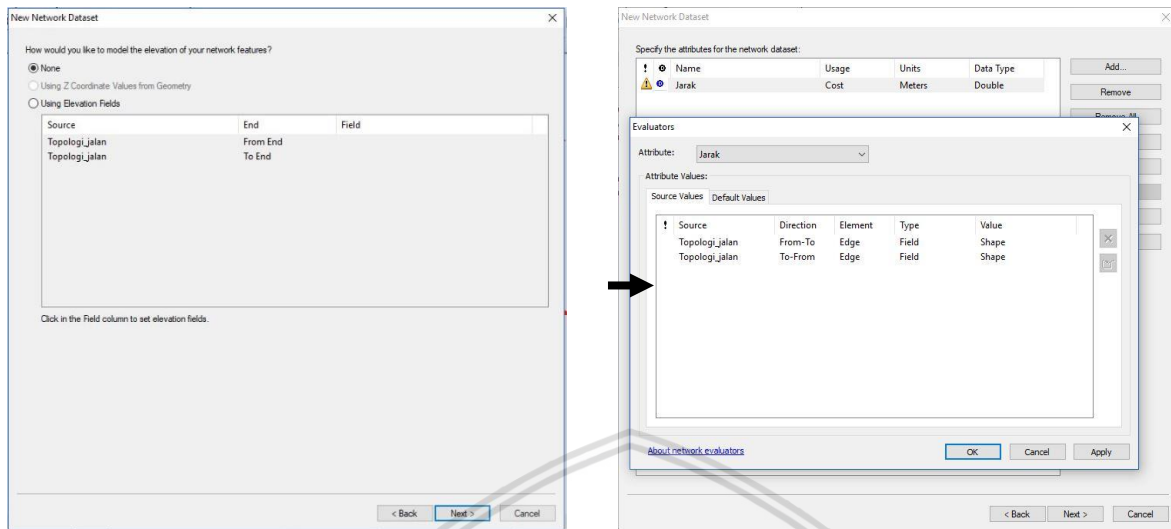 New Network Dataset
How would you like to model the elevation of your network features?
None
Using Z Coordinate Values from Geometry
Using Elevation Fields
Source End Field
Topologi_jalan From End
Topologi_jalan To End
Click in the Field column to set elevation fields.
< Back Next > Cancel
New Network Dataset
Specify the attributes for the network dataset:
! Name Usage Units Data Type
Jarak Cost Meters Double
Add...
Remove
Evaluators
Attribute: Jarak
Attribute Values:
Source Values Default Values
! Source Direction Element Type Value
Topologi_jalan From-To Edge Field Shape
Topologi_jalan To-From Edge Field Shape
About network evaluators
OK Cancel Apply
< Back Next > Cancel